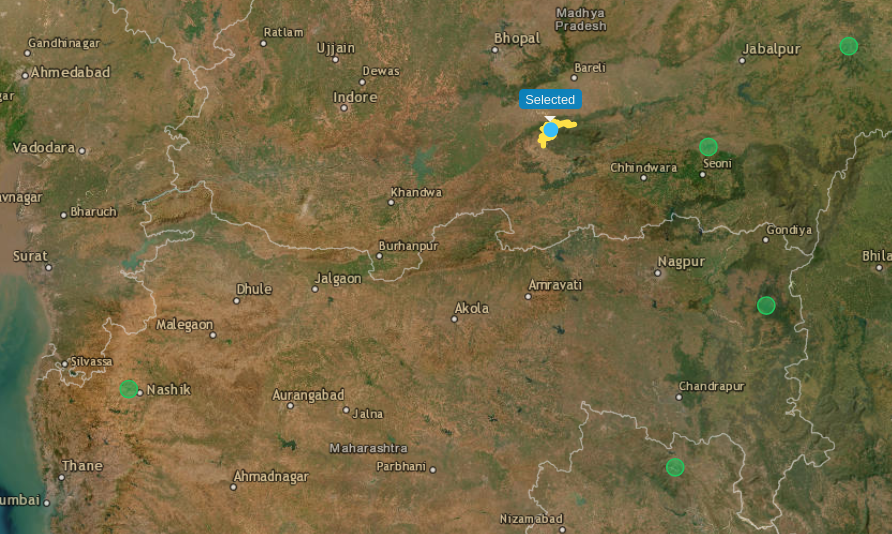 Madhya
Pradesh
Ratlam
Gandhinagar
Bhopal
Ujjain
Jabalpur
Ahmedabad
Dewas
Bareli
Indore
gar
Selected
Vadodara
Chhindwara
Seoni
Khandwa
avnagar
Bharuch
Gondiya
Burhanpur
Surat
Nagpur
Bhila
Jalgaon
Dhule
Amravati
Akola
Malegaon
Silvassa
Nashik
Chandrapur
Aurangabad
Jalna
Maharashtra
Thane
Parbhani
Ahmadnagar
umbai
Nizamabad